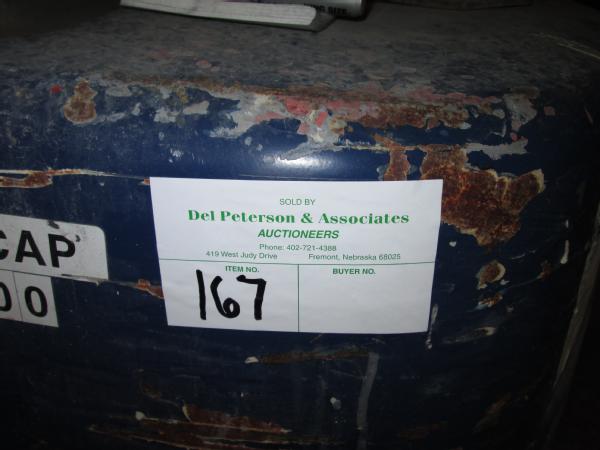 SOLD BY
Del Peterson & Associates
AUCTIONEERS
Phone: 402-721-4388
419 West Judy Drive Fremont, Nebraska 68025
ITEM NO. BUYER NO.
167
CAP
00
SIZE